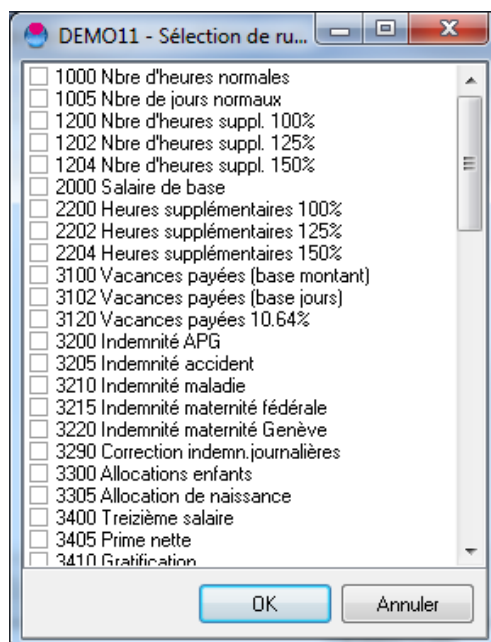 DEMO11 - Sélection de ru...
1000 Nbre d'heures normales
1005 Nbre de jours normaux
1200 Nbre d'heures suppl. 100%
1202 Nbre d'heures suppl. 125%
1204 Nbre d'heures suppl. 150%
2000 Salaire de base
2200 Heures supplémentaires 100%
2202 Heures supplémentaires 125%
2204 Heures supplémentaires 150%
3100 Vacances payées (base montant)
3102 Vacances payées (base jours)
3120 Vacances payées 10.64%
3200 Indemnité APG
3205 Indemnité accident
3210 Indemnité maladie
3215 Indemnité maternité fédérale
3220 Indemnité maternité Genève
3290 Correction indemn.journalières
3300 Allocations enfants
3305 Allocation de naissance
3400 Treizième salaire
3405 Prime nette
3410 Gratification
OK Annuler